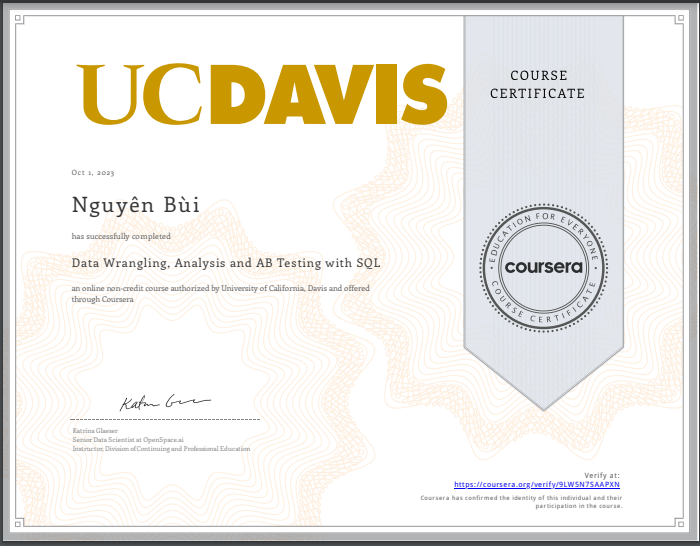 UCDAVIS
COURSE
CERTIFICATE
Oct 1, 2023
Nguyên Bùi
has successfully completed
Data Wrangling, Analysis and AB Testing with SQL
an online non-credit course authorized by University of California, Davis and offered
through Coursera
EDUCATION FOR EVERYONE
coursera
COURSE CERTIFICATE
Katrina Glaeser
Senior Data Scientist at OpenSpace.ai
Instructor, Division of Continuing and Professional Education
Verify at:
https://coursera.org/verify/9LW5N7SAAPXN
Coursera has confirmed the identity of this individual and their
participation in the course.